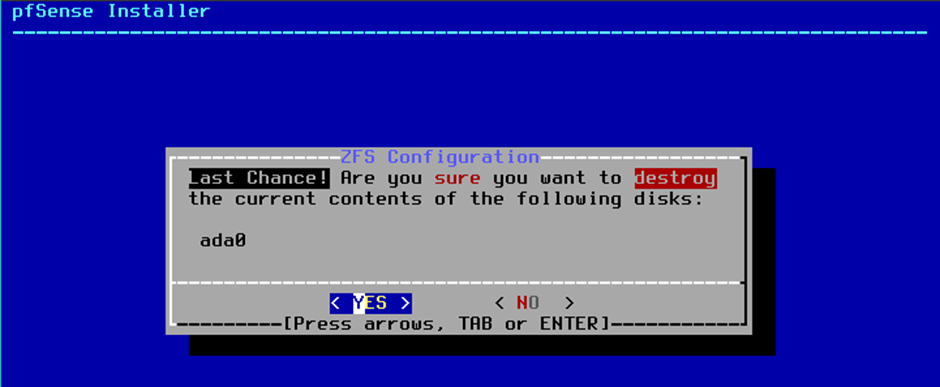 pfSense Installer
ZFS Configuration
Last Chance! Are you sure you want to destroy
the current contents of the following disks:
ada0
< YES > < NO >
[Press arrows, TAB or ENTER]